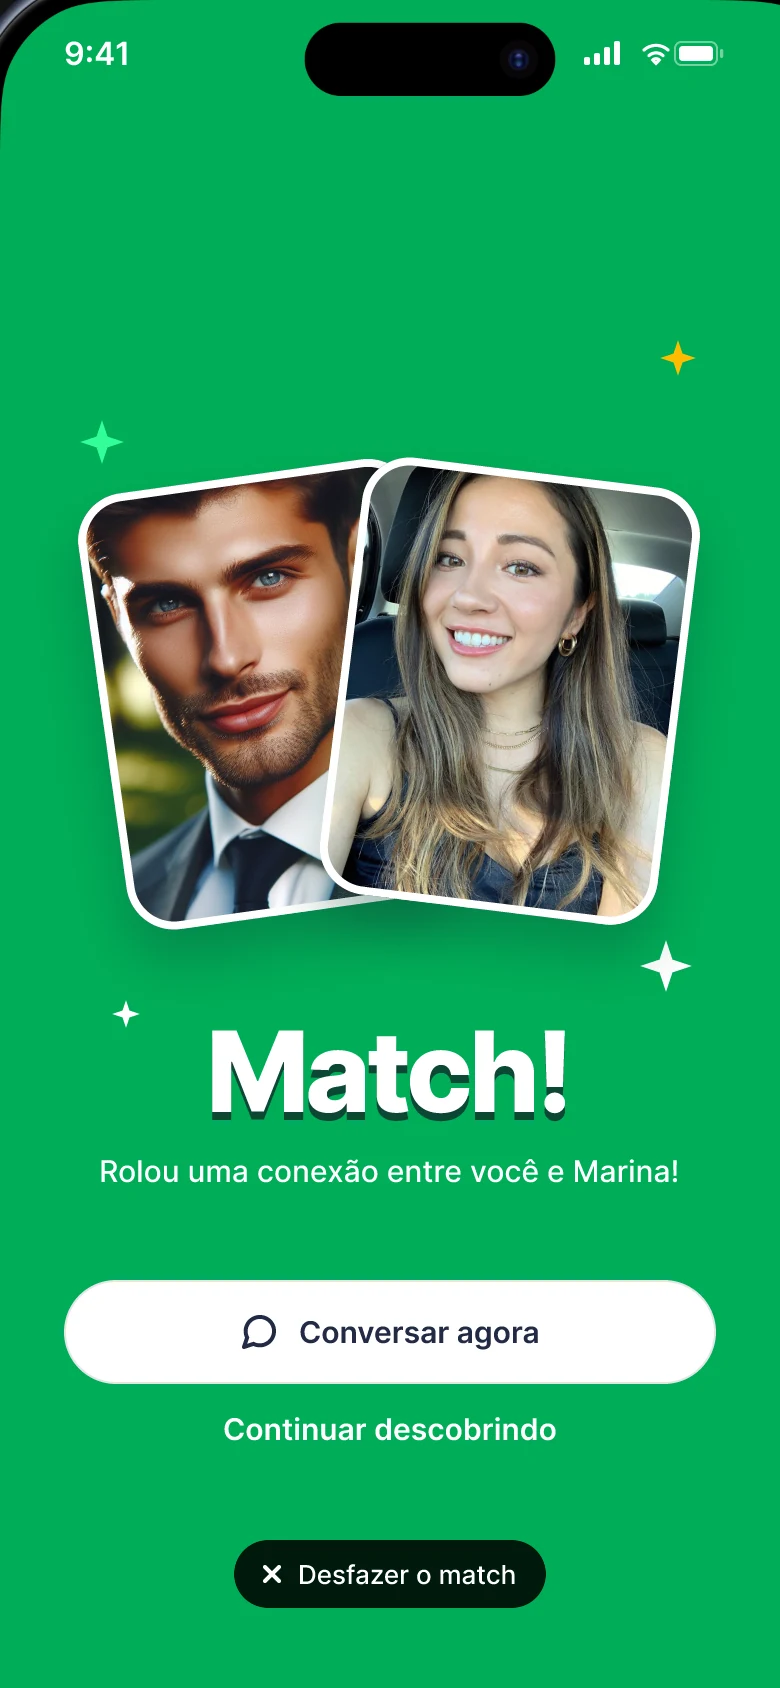 9:41
Match!
Rolou uma conexão entre você e Marina!
Conversar agora
Continuar descobrindo
Desfazer o match